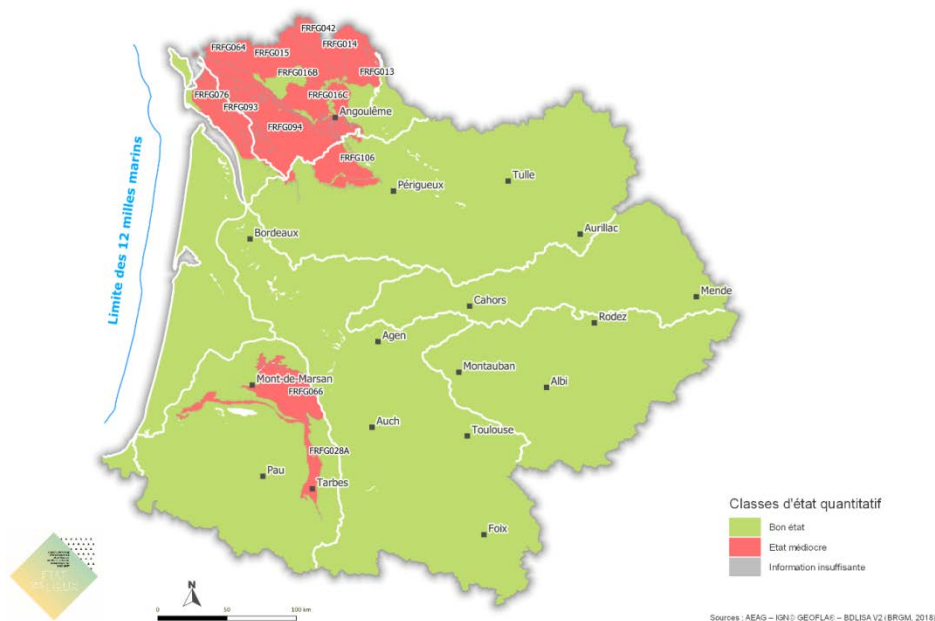 FRFG042
FRFG064
FRFG014
FRFG015
FRFG016B
FRFG013
FRFG076
FRFG016C
FRFG093
Angoulême
FRFG094
FRFG106
Périgueux
Tulle
Limite des 12 milles marins
Bordeaux
Aurillac
Mende
Cahors
Rodez
Agen
Montauban
Mont-de-Marsan
Albi
FRFG066
Auch
Toulouse
FRFG028A
Pau
Tarbes
Foix
Classes d'état quantitatif
Bon état
Etat médiocre
Information insuffisante
N
0 50 100 km
Sources : AEAG – IGN© GEOFLA® – BDLISA V2 (BRGM, 2018)